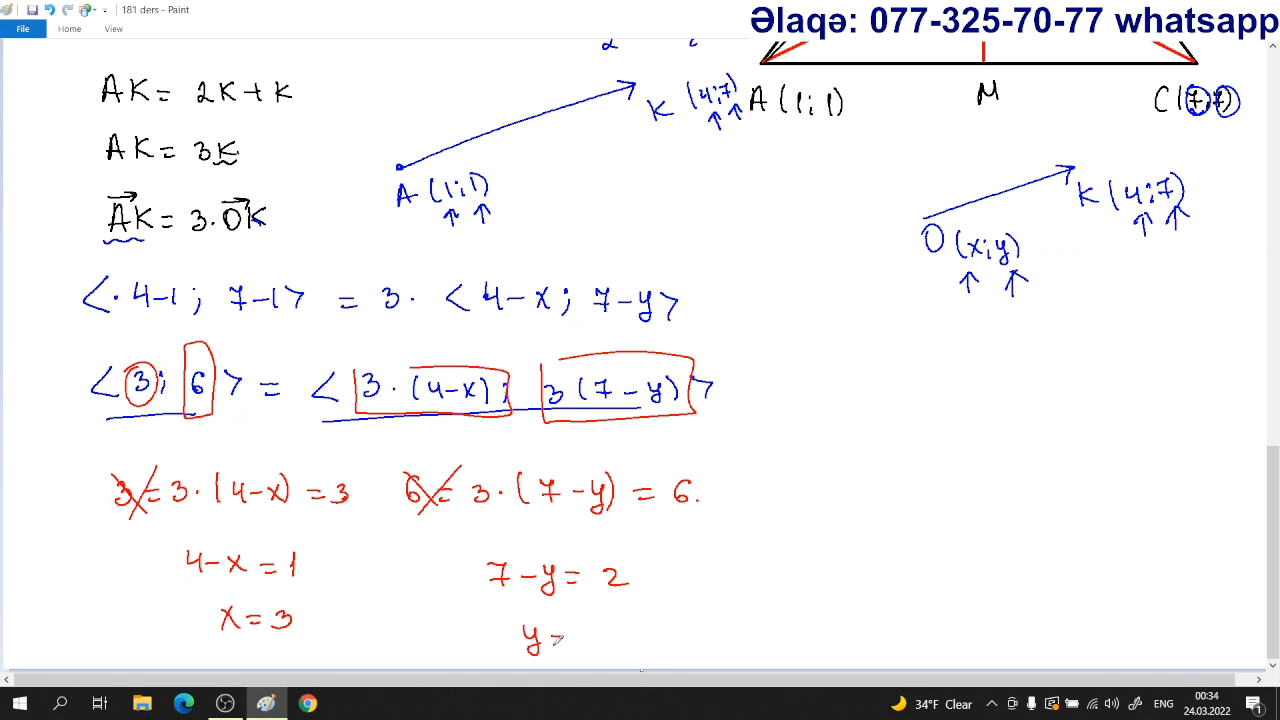 181 ders - Paint
Əlaqə: 077-325-70-77 whatsapp
File Home View
AK = 2K + K
K (4;7)
A (1;1)
M
C (7;7)
AK = 3K
A (1;1)
K (4;7)
AK = 3·OK
O (x;y)
<·4-1; 7-1> = 3· <4-x; 7-y>
<3; 6> = <3·(4-x); 3(7-y)>
3 = 3·(4-x) = 3
6 = 3·(7-y) = 6.
4-x = 1
7-y = 2
x = 3
y =
34°F Clear
ENG
00:34
24.03.2022
1